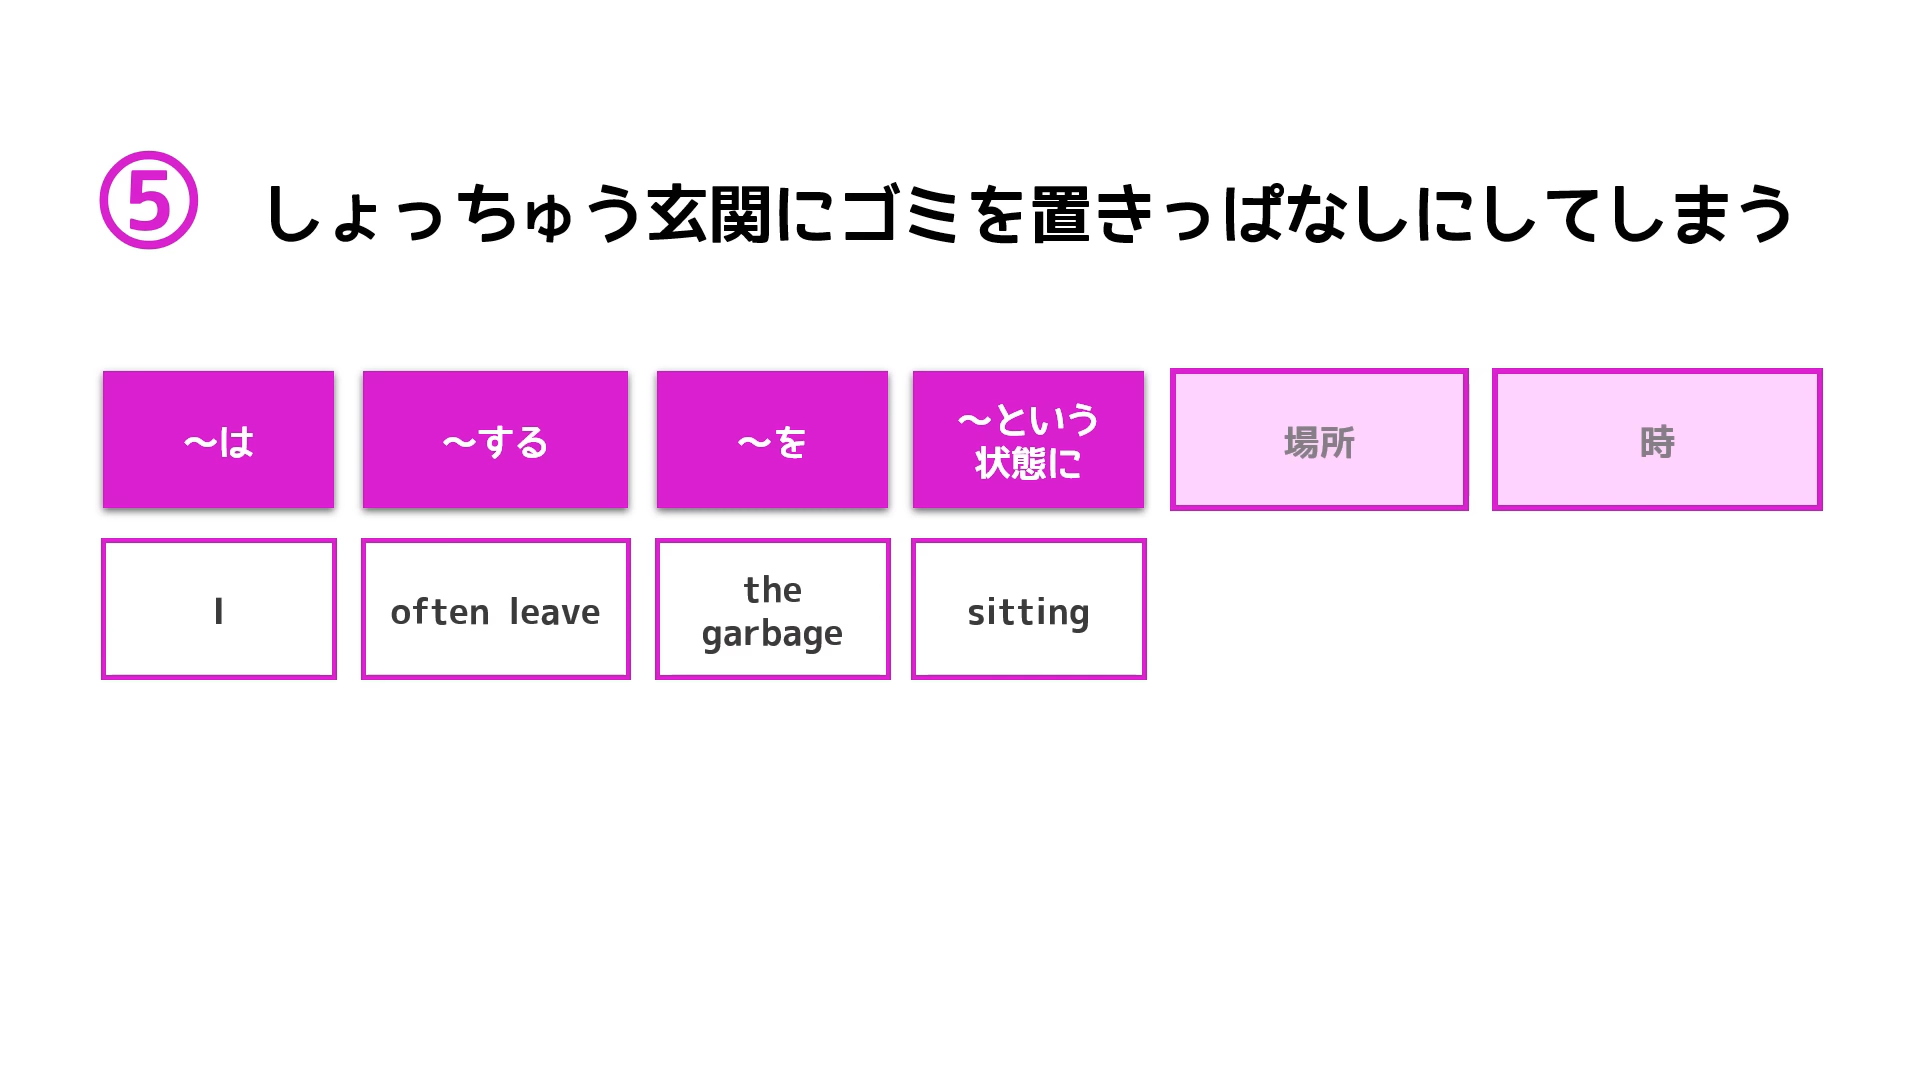 ⑤ しょっちゅう玄関にゴミを置きっぱなしにしてしまう
〜は
〜する
〜を
〜という
状態に
場所
時
I
often leave
the
garbage
sitting